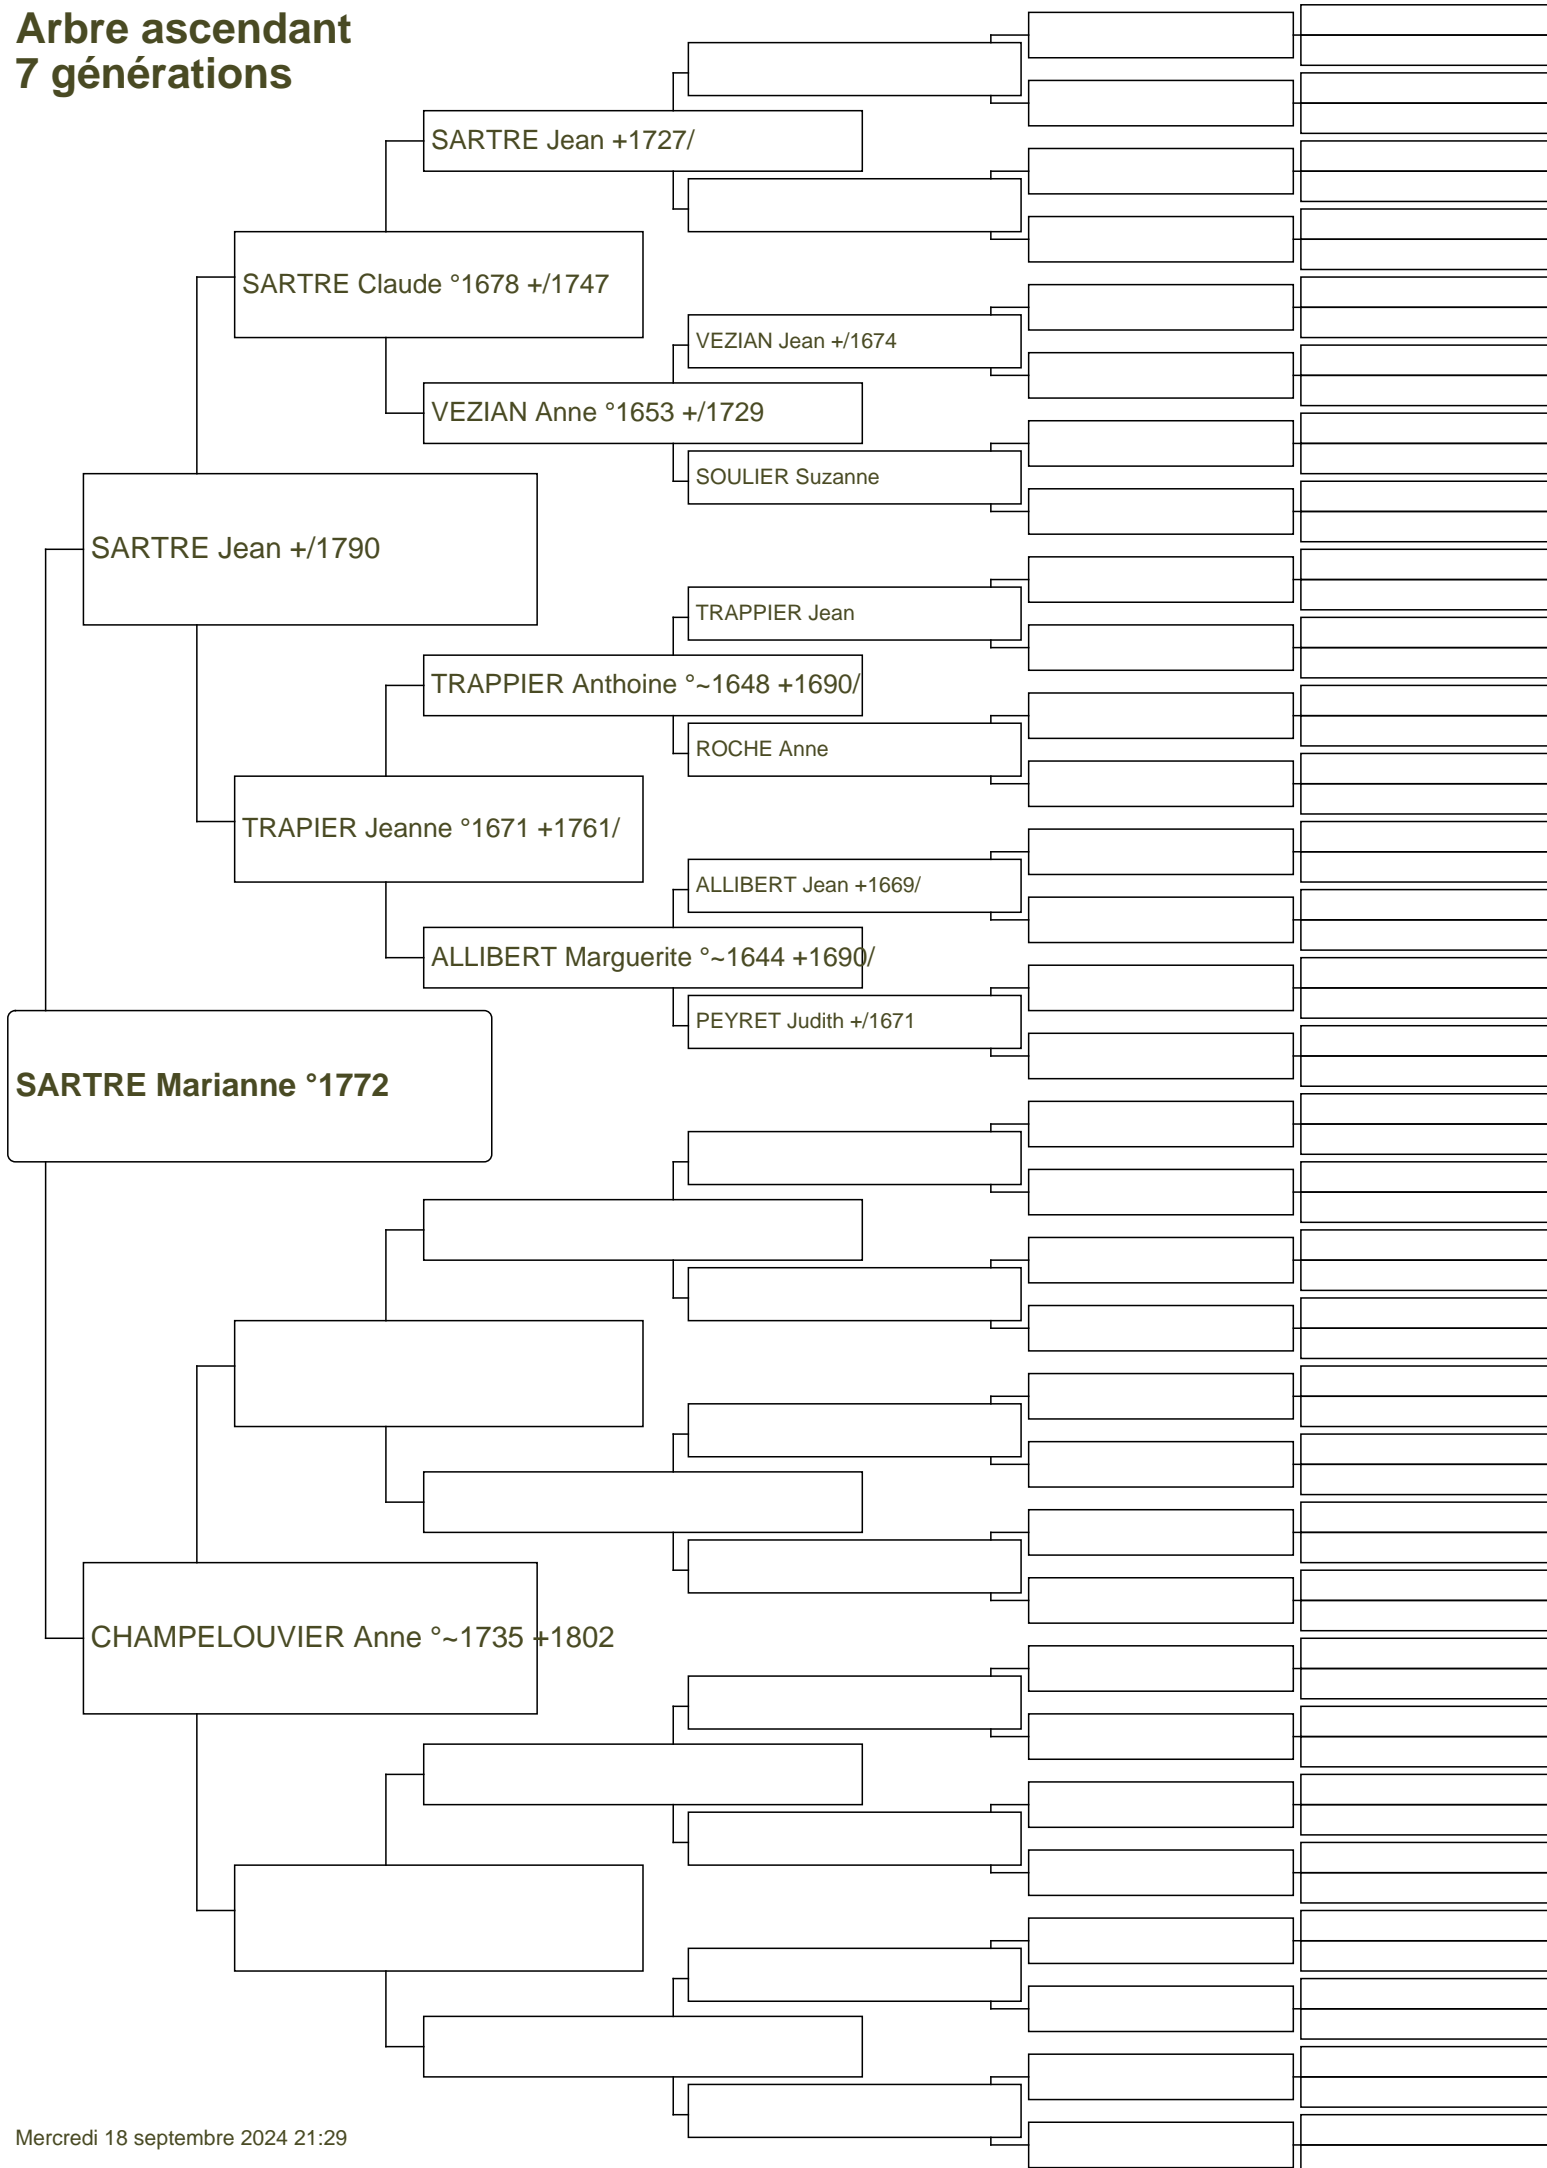 Arbre ascendant
7 générations
SARTRE Jean +1727/
SARTRE Claude °1678 +/1747
VEZIAN Jean +/1674
VEZIAN Anne °1653 +/1729
SOULIER Suzanne
SARTRE Jean +/1790
TRAPPIER Jean
TRAPPIER Anthoine °~1648 +1690/
ROCHE Anne
TRAPIER Jeanne °1671 +1761/
ALLIBERT Jean +1669/
ALLIBERT Marguerite °~1644 +1690/
PEYRET Judith +/1671
SARTRE Marianne °1772
CHAMPELOUVIER Anne °~1735 +1802
Mercredi 18 septembre 2024 21:29